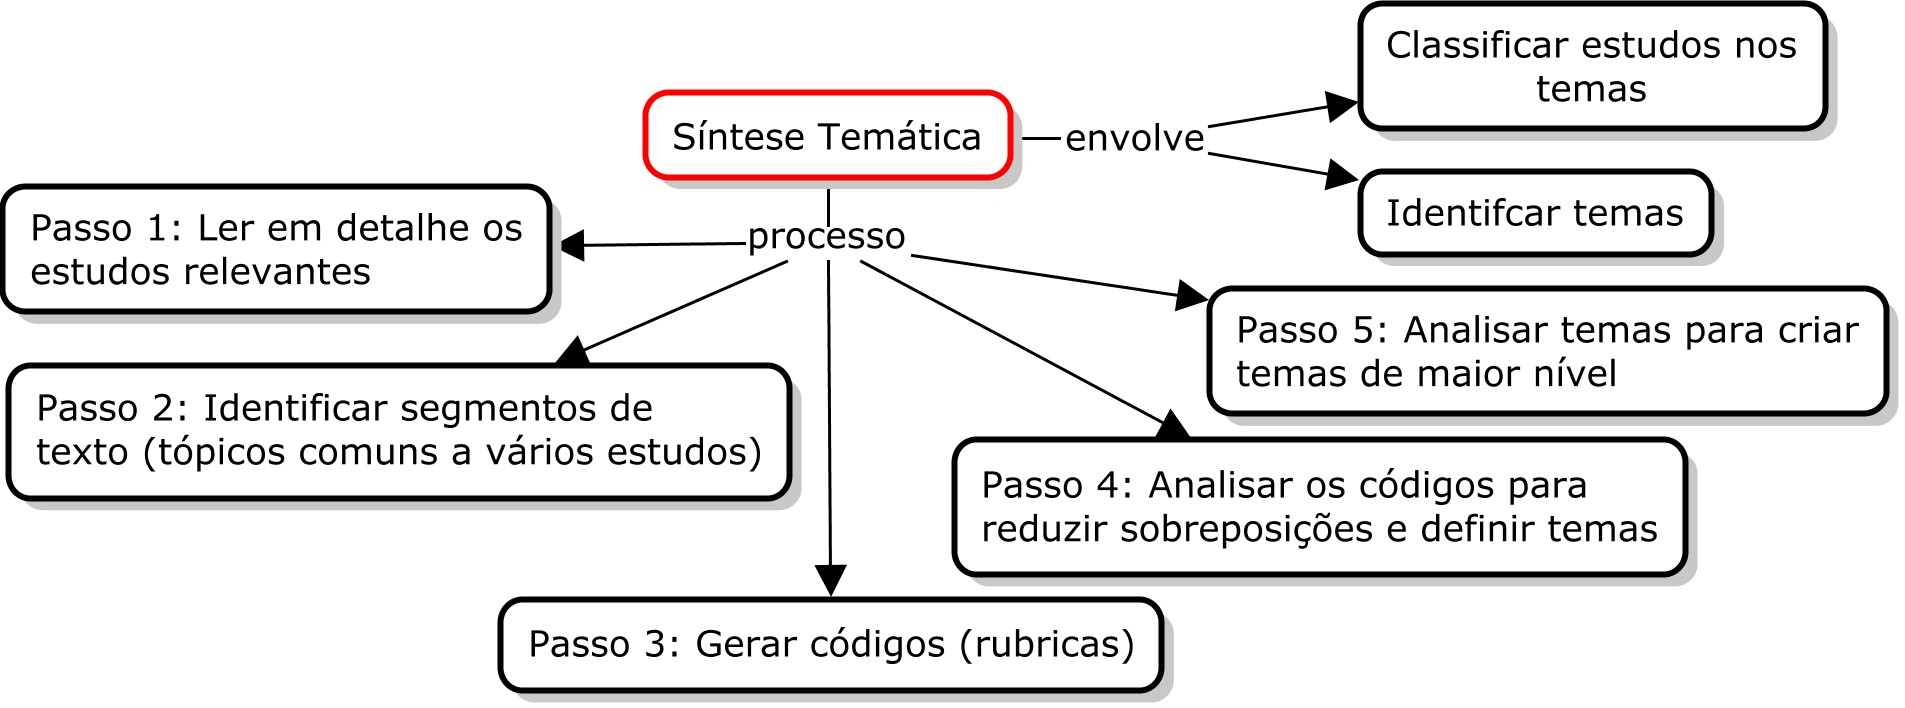 Classificar estudos nos
temas
Síntese Temática
envolve
Identifcar temas
Passo 1: Ler em detalhe os
estudos relevantes
processo
Passo 5: Analisar temas para criar
temas de maior nível
Passo 2: Identificar segmentos de
texto (tópicos comuns a vários estudos)
Passo 4: Analisar os códigos para
reduzir sobreposições e definir temas
Passo 3: Gerar códigos (rubricas)